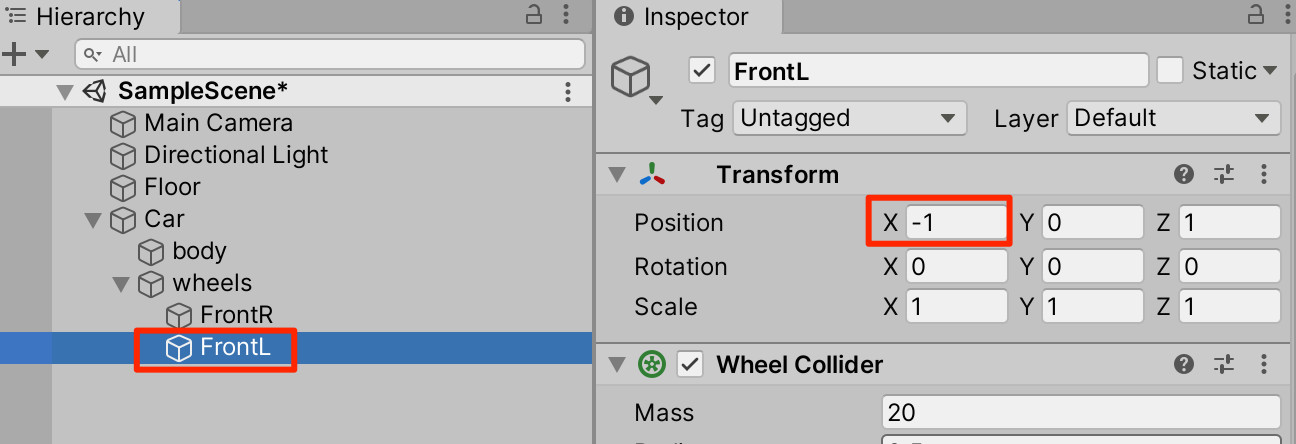 Hierarchy
All
SampleScene*
Main Camera
Directional Light
Floor
Car
body
wheels
FrontR
FrontL
Inspector
FrontL Static
Tag Untagged Layer Default
Transform
Position X -1 Y 0 Z 1
Rotation X 0 Y 0 Z 0
Scale X 1 Y 1 Z 1
Wheel Collider
Mass 20